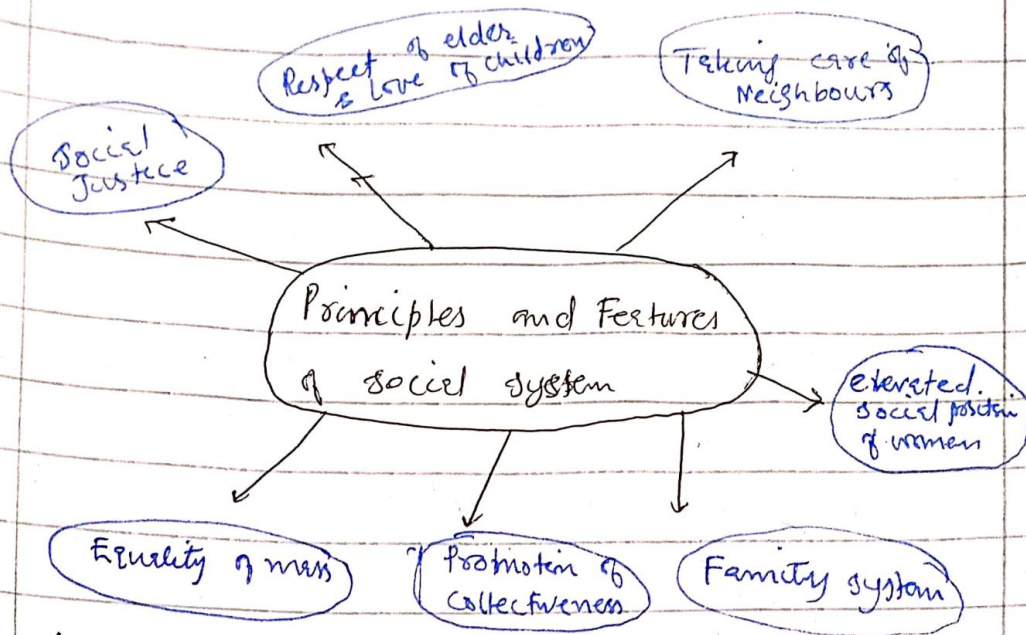 Respect of elder
& Love of children
Taking care of
Neighbours
Social
Justice
Principles and Features
of social system
elevated
social position
of women
Equality of mass
Promotion of
Collectiveness
Family system